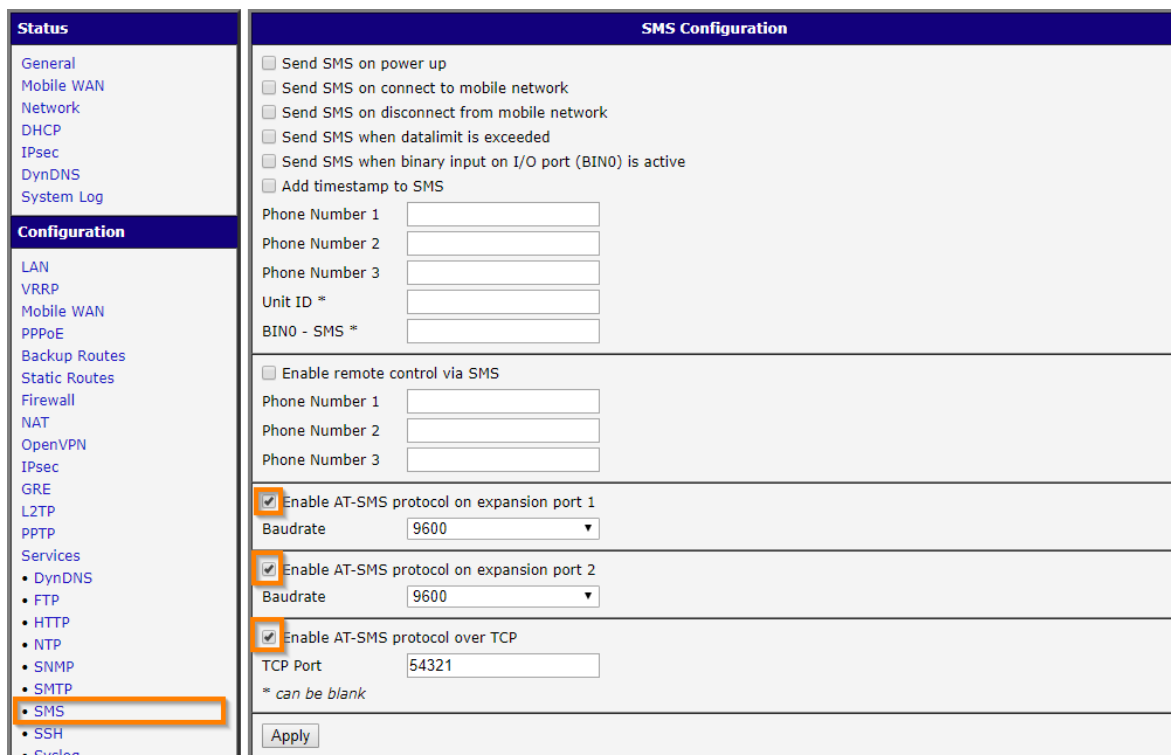 Status
General
Mobile WAN
Network
DHCP
IPsec
DynDNS
System Log
Configuration
LAN
VRRP
Mobile WAN
PPPoE
Backup Routes
Static Routes
Firewall
NAT
OpenVPN
IPsec
GRE
L2TP
PPTP
Services
• DynDNS
• FTP
• HTTP
• NTP
• SNMP
• SMTP
• SMS
• SSH
• Syslog
SMS Configuration
Send SMS on power up
Send SMS on connect to mobile network
Send SMS on disconnect from mobile network
Send SMS when datalimit is exceeded
Send SMS when binary input on I/O port (BIN0) is active
Add timestamp to SMS
Phone Number 1
Phone Number 2
Phone Number 3
Unit ID *
BIN0 - SMS *
Enable remote control via SMS
Phone Number 1
Phone Number 2
Phone Number 3
Enable AT-SMS protocol on expansion port 1
Baudrate 9600
Enable AT-SMS protocol on expansion port 2
Baudrate 9600
Enable AT-SMS protocol over TCP
TCP Port 54321
* can be blank
Apply